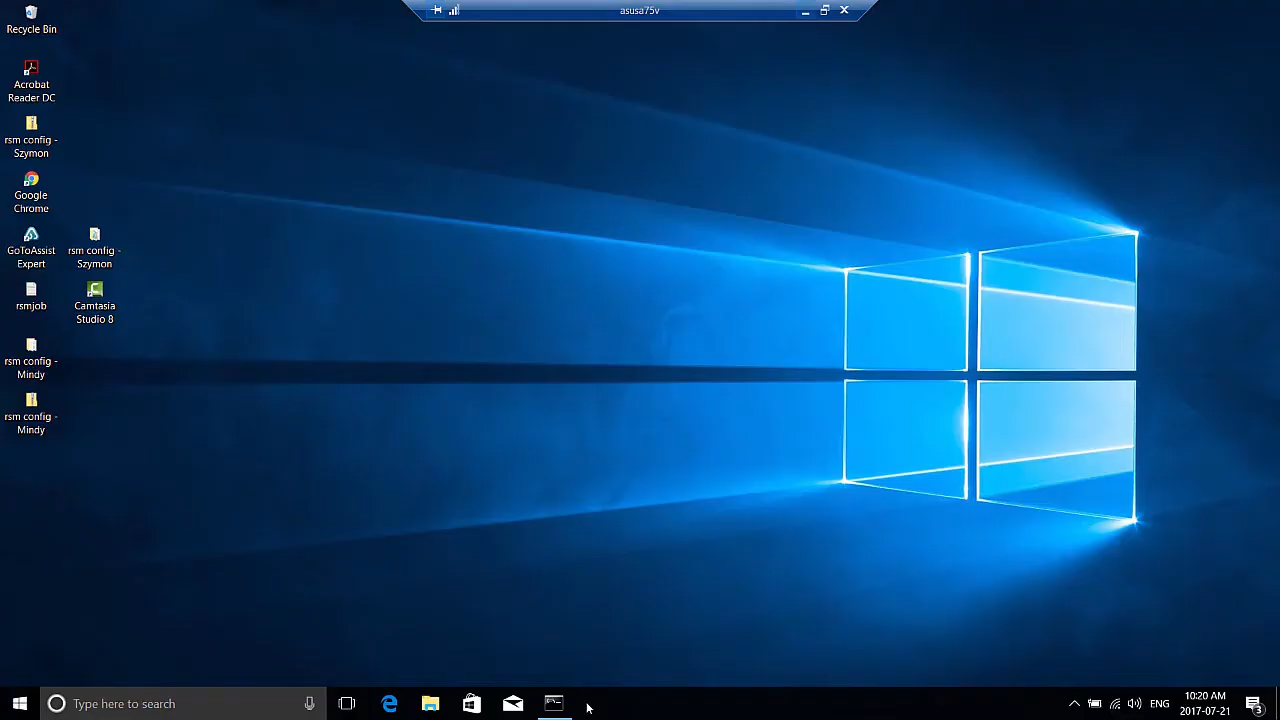 asusa75v
Recycle Bin
Acrobat
Reader DC
rsm config -
Szymon
Google
Chrome
GoToAssist
Expert
rsm config -
Szymon
rsmjob
Camtasia
Studio 8
rsm config -
Mindy
rsm config -
Mindy
Type here to search
ENG
10:20 AM
2017-07-21
3